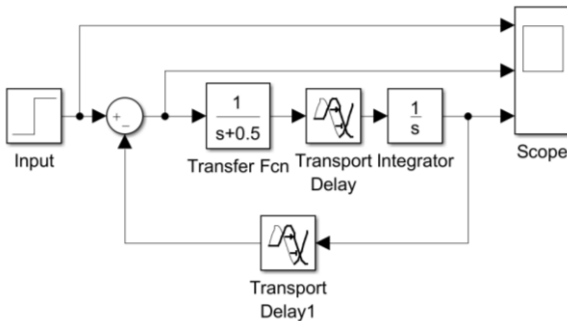 +
−
1
s+0.5
1
s
Input
Transfer Fcn
Transport
Delay
Integrator
Scope
Transport
Delay1